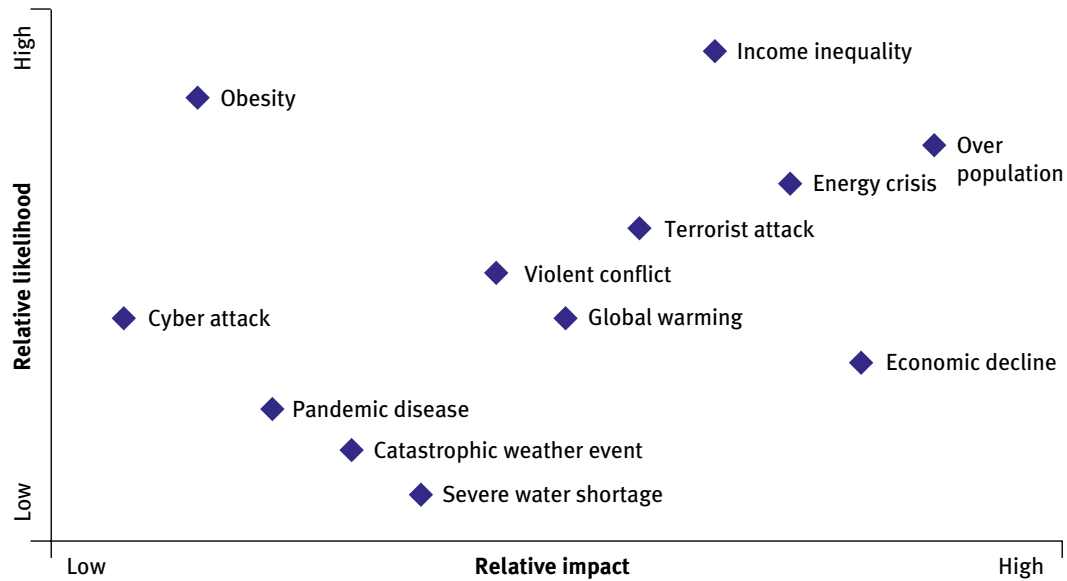 High
Income inequality
Obesity
Over
population
Energy crisis
Terrorist attack
Violent conflict
Relative likelihood
Cyber attack
Global warming
Economic decline
Pandemic disease
Catastrophic weather event
Severe water shortage
Low
Low
Relative impact
High